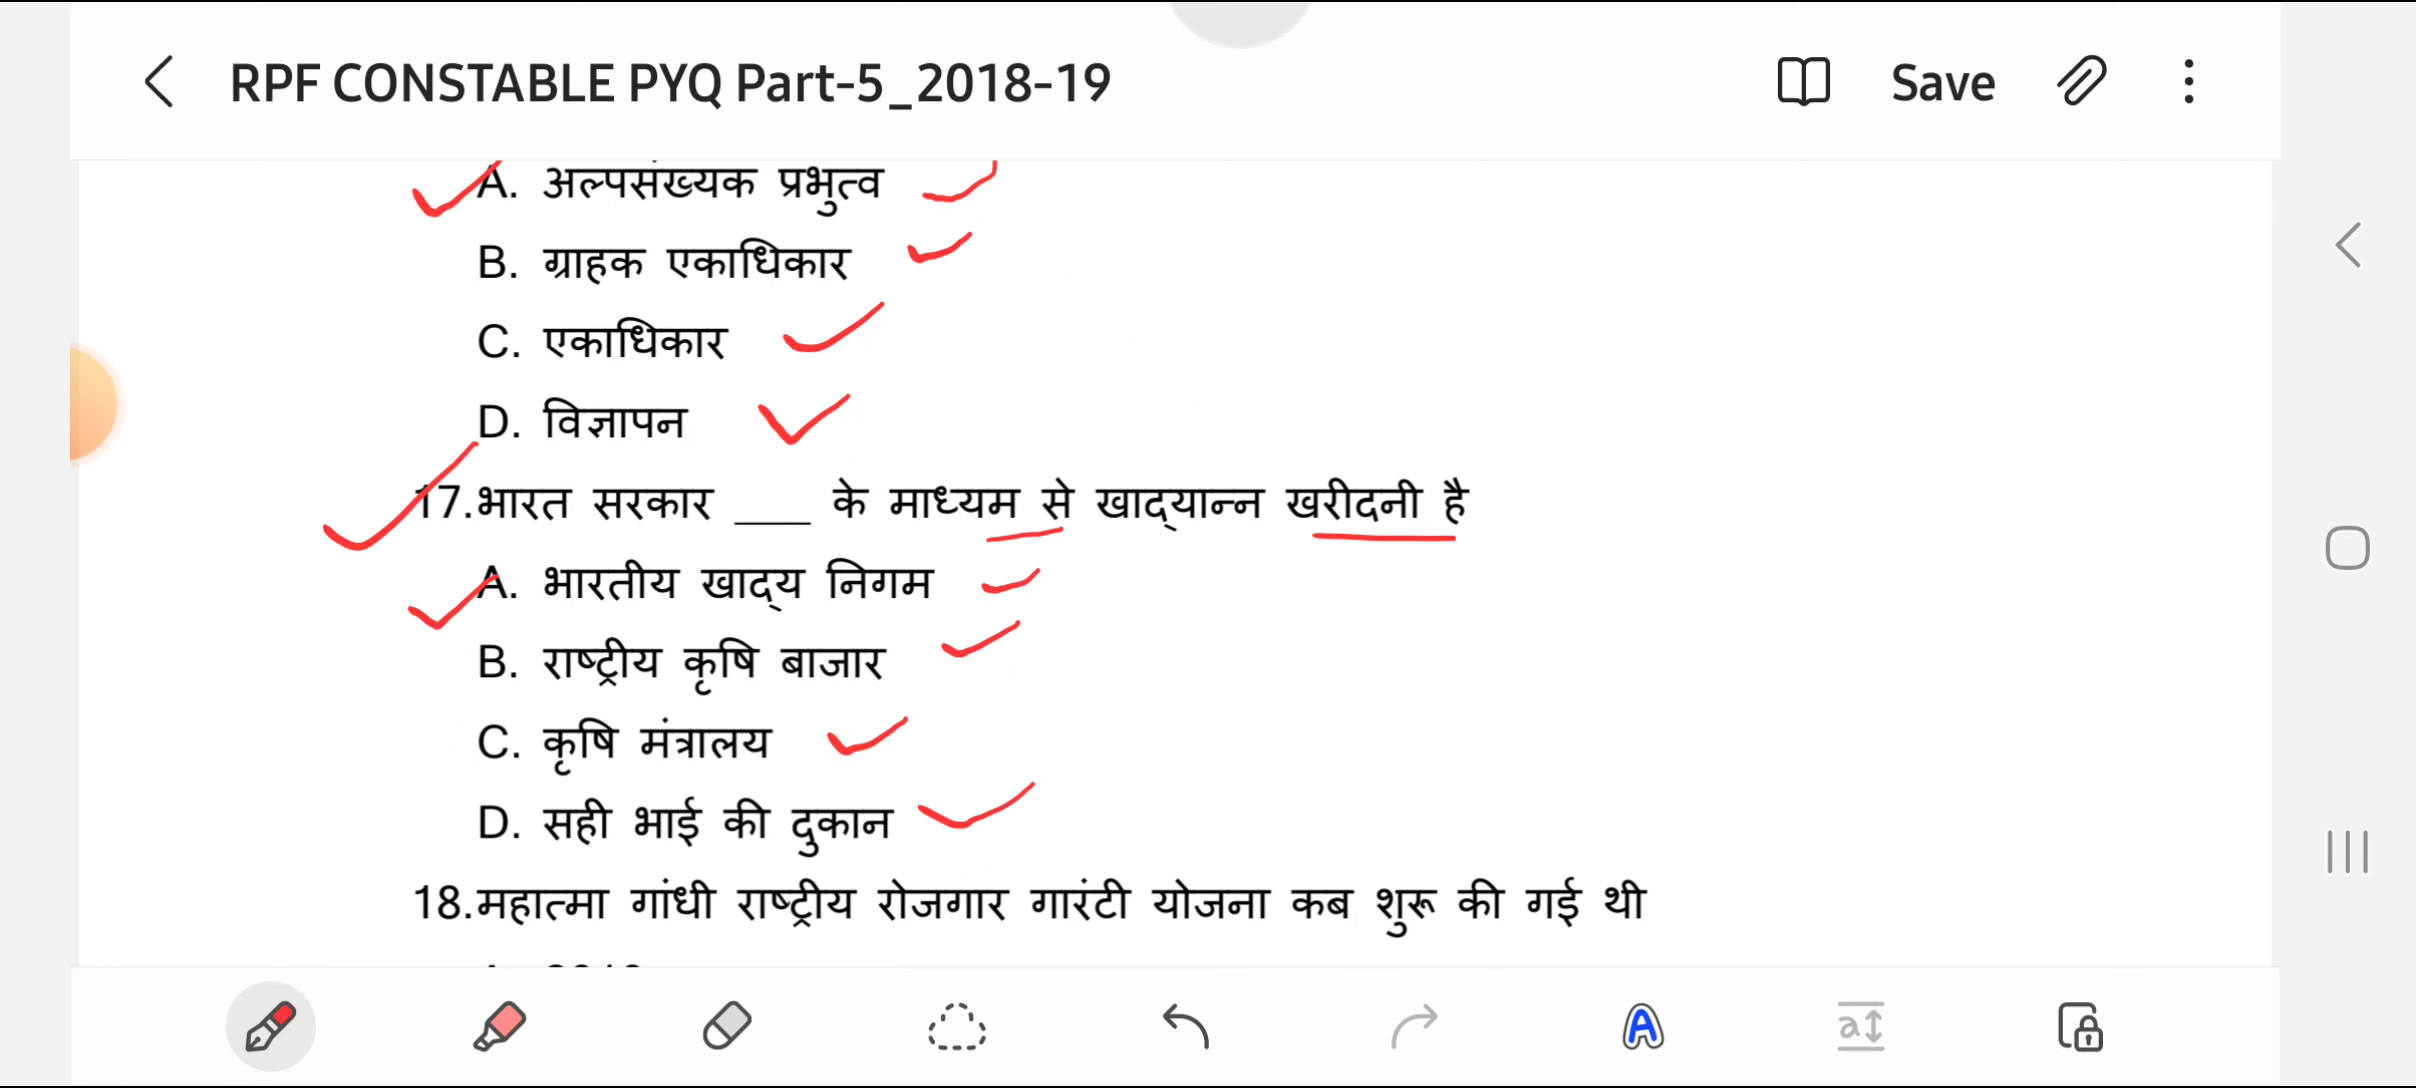 RPF CONSTABLE PYQ Part-5_2018-19
Save
A. अल्पसंख्यक प्रभुत्व
B. ग्राहक एकाधिकार
C. एकाधिकार
D. विज्ञापन
17.भारत सरकार ___ के माध्यम से खाद्यान्न खरीदनी है
A. भारतीय खाद्य निगम
B. राष्ट्रीय कृषि बाजार
C. कृषि मंत्रालय
D. सही भाई की दुकान
18.महात्मा गांधी राष्ट्रीय रोजगार गारंटी योजना कब शुरू की गई थी